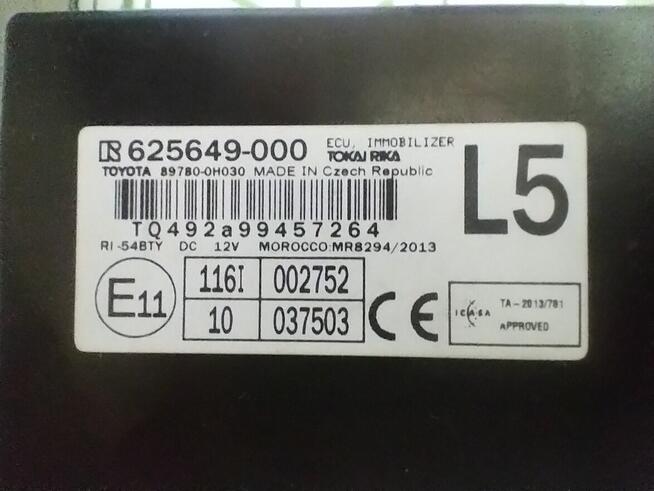 625649-000 ECU, IMMOBILIZER
TOKAI RIKA
TOYOTA 89780-0H030 MADE IN Czech Republic
L5
TQ492a99457264
RI-54BTY DC 12V MOROCCO:MR8294/2013
E11
116I 002752
10 037503
CE
ICASA
TA-2013/781
APPROVED